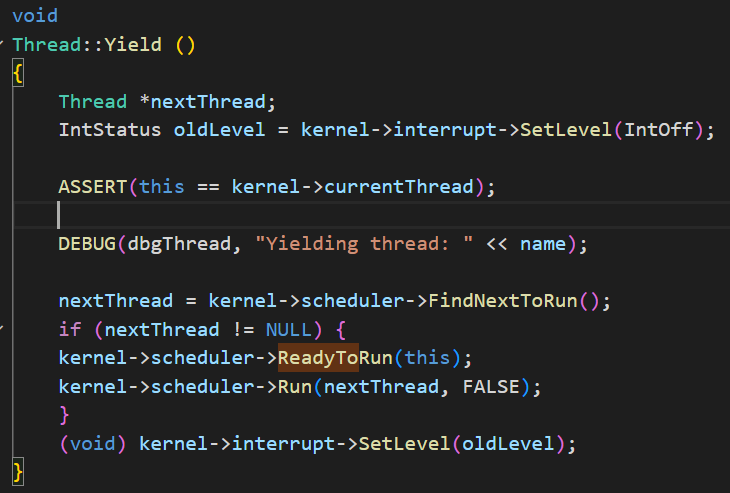 void
Thread::Yield ()
{
    Thread *nextThread;
    IntStatus oldLevel = kernel->interrupt->SetLevel(IntOff);

    ASSERT(this == kernel->currentThread);

    DEBUG(dbgThread, "Yielding thread: " << name);

    nextThread = kernel->scheduler->FindNextToRun();
    if (nextThread != NULL) {
    kernel->scheduler->ReadyToRun(this);
    kernel->scheduler->Run(nextThread, FALSE);
    }
    (void) kernel->interrupt->SetLevel(oldLevel);
}